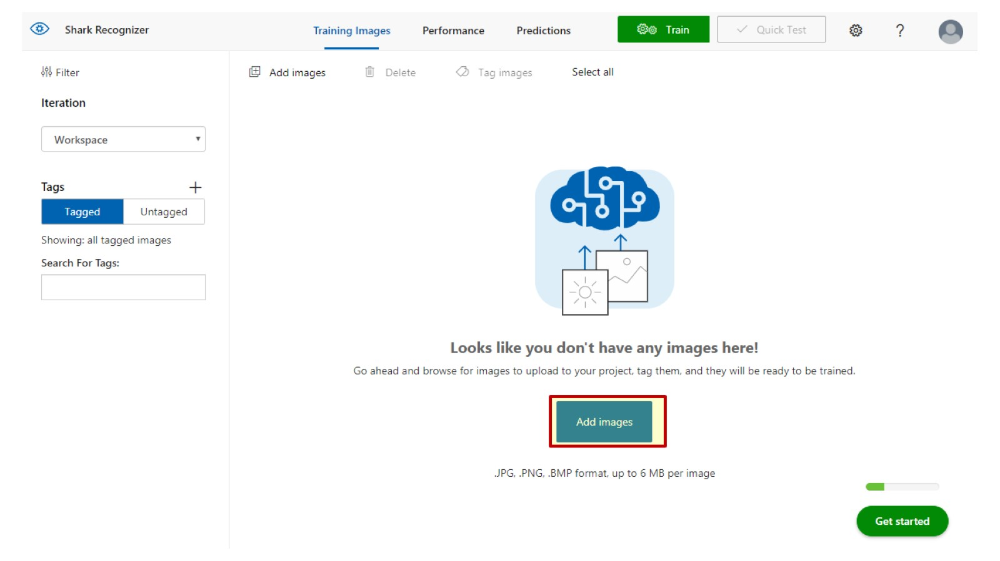 Shark Recognizer
Training Images
Performance
Predictions
Train
Quick Test
?
Filter
Iteration
Workspace
Tags
Tagged
Untagged
Showing: all tagged images
Search For Tags:
Add images
Delete
Tag images
Select all
Looks like you don't have any images here!
Go ahead and browse for images to upload to your project, tag them, and they will be ready to be trained.
Add images
.JPG, .PNG, .BMP format, up to 6 MB per image
Get started